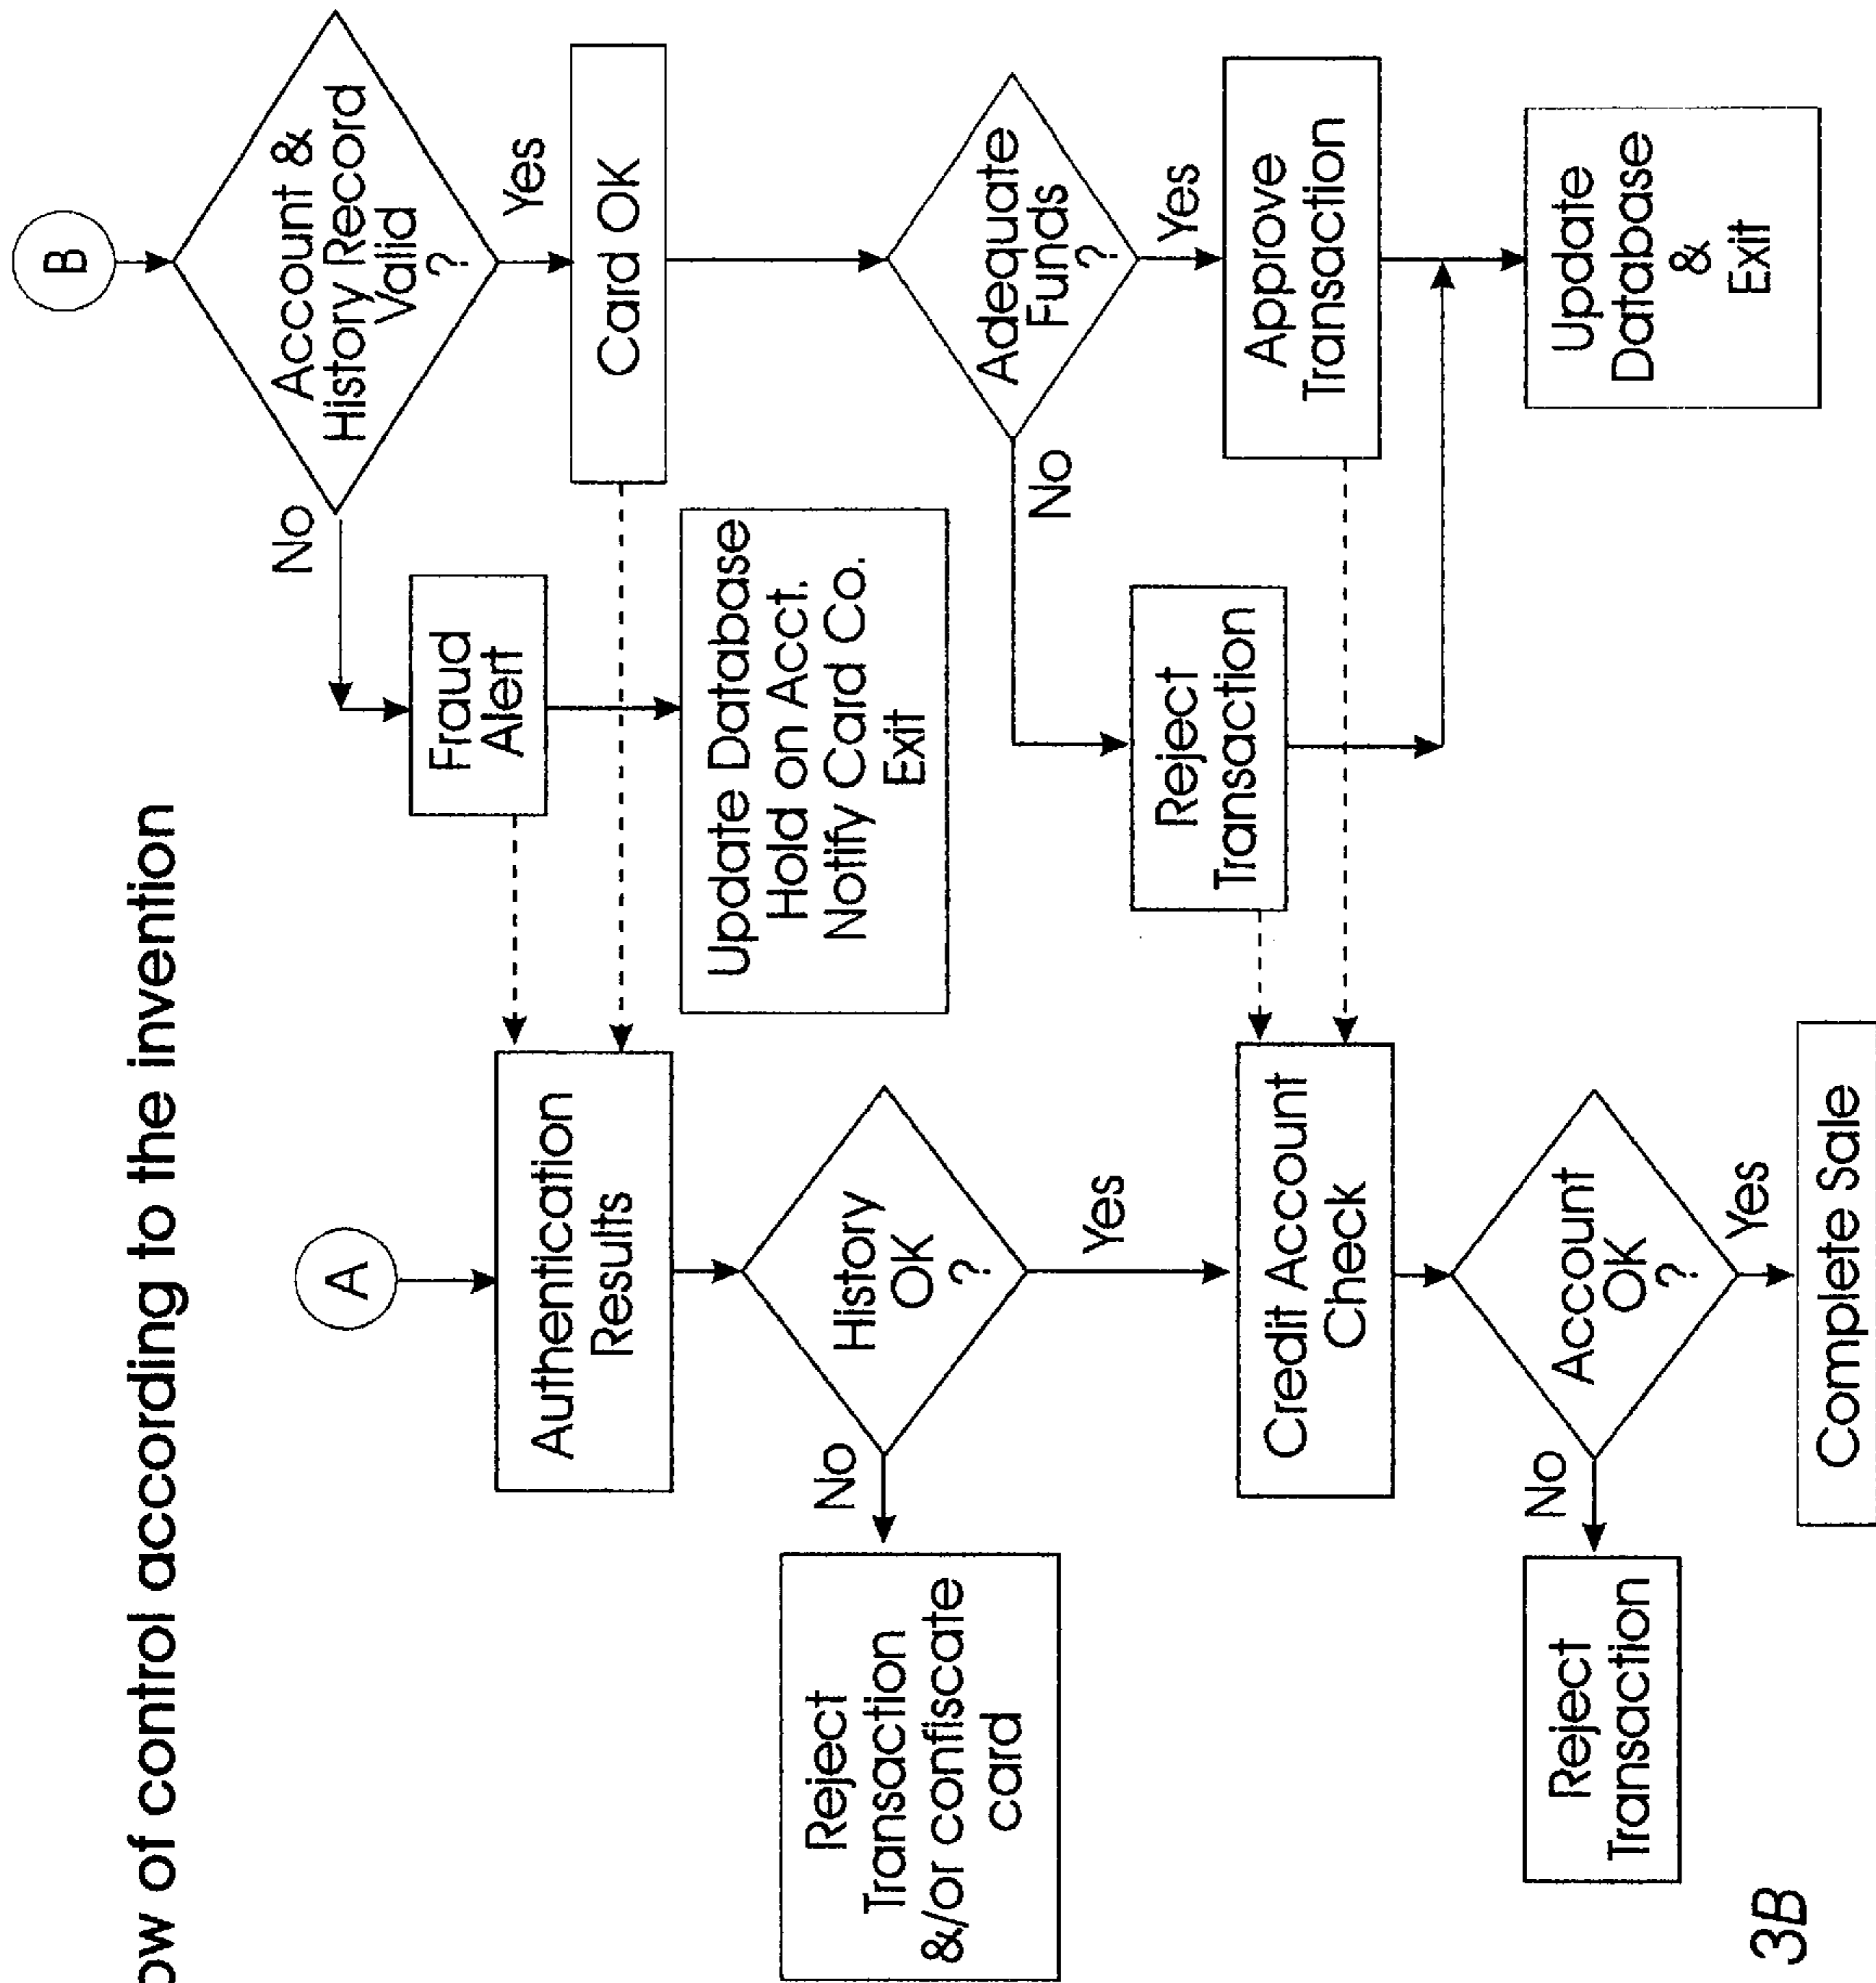 ow of control according to the invention
A
Authentication
Results
History
OK
?
No
Yes
Reject
Transaction
&/or confiscate
card
Credit Account
Check
Account
OK
?
No
Yes
Reject
Transaction
Complete Sale
B
Account &
History Record
Valid
?
No
Yes
Fraud
Alert
Card OK
Update Database
Hold on Acct.
Notify Card Co.
Exit
Adequate
Funds
?
No
Yes
Reject
Transaction
Approve
Transaction
Update
Database
&
Exit
3B